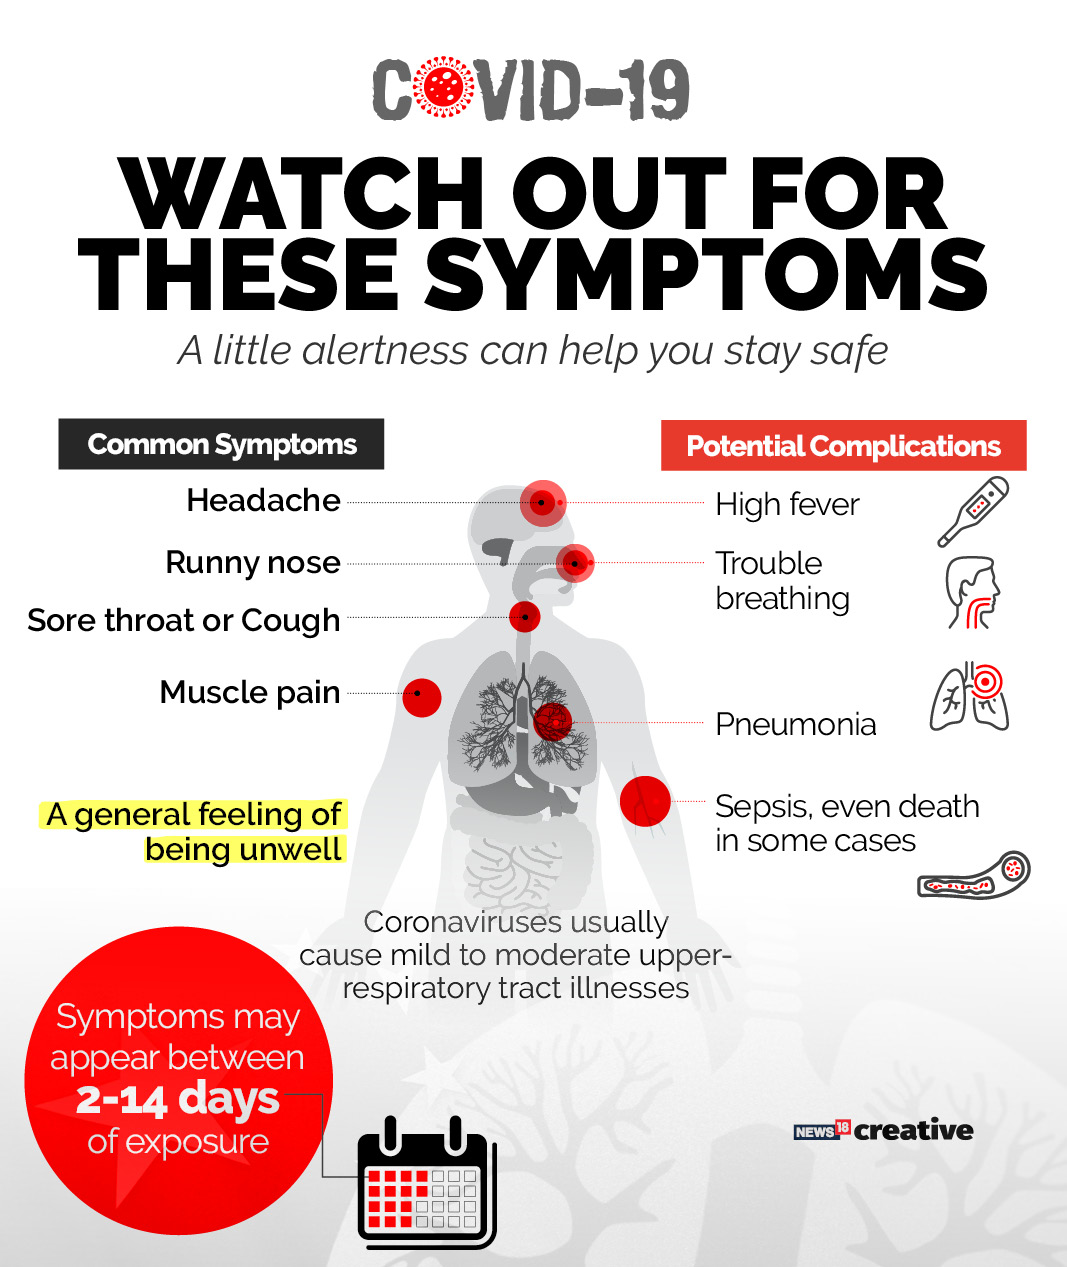 COVID-19
WATCH OUT FOR
THESE SYMPTOMS
A little alertness can help you stay safe
Common Symptoms
Headache
Runny nose
Sore throat or Cough
Muscle pain
A general feeling of
being unwell
Potential Complications
High fever
Trouble
breathing
Pneumonia
Sepsis, even death
in some cases
Coronaviruses usually
cause mild to moderate upper-
respiratory tract illnesses
Symptoms may
appear between
2-14 days
of exposure
NEWS18 creative